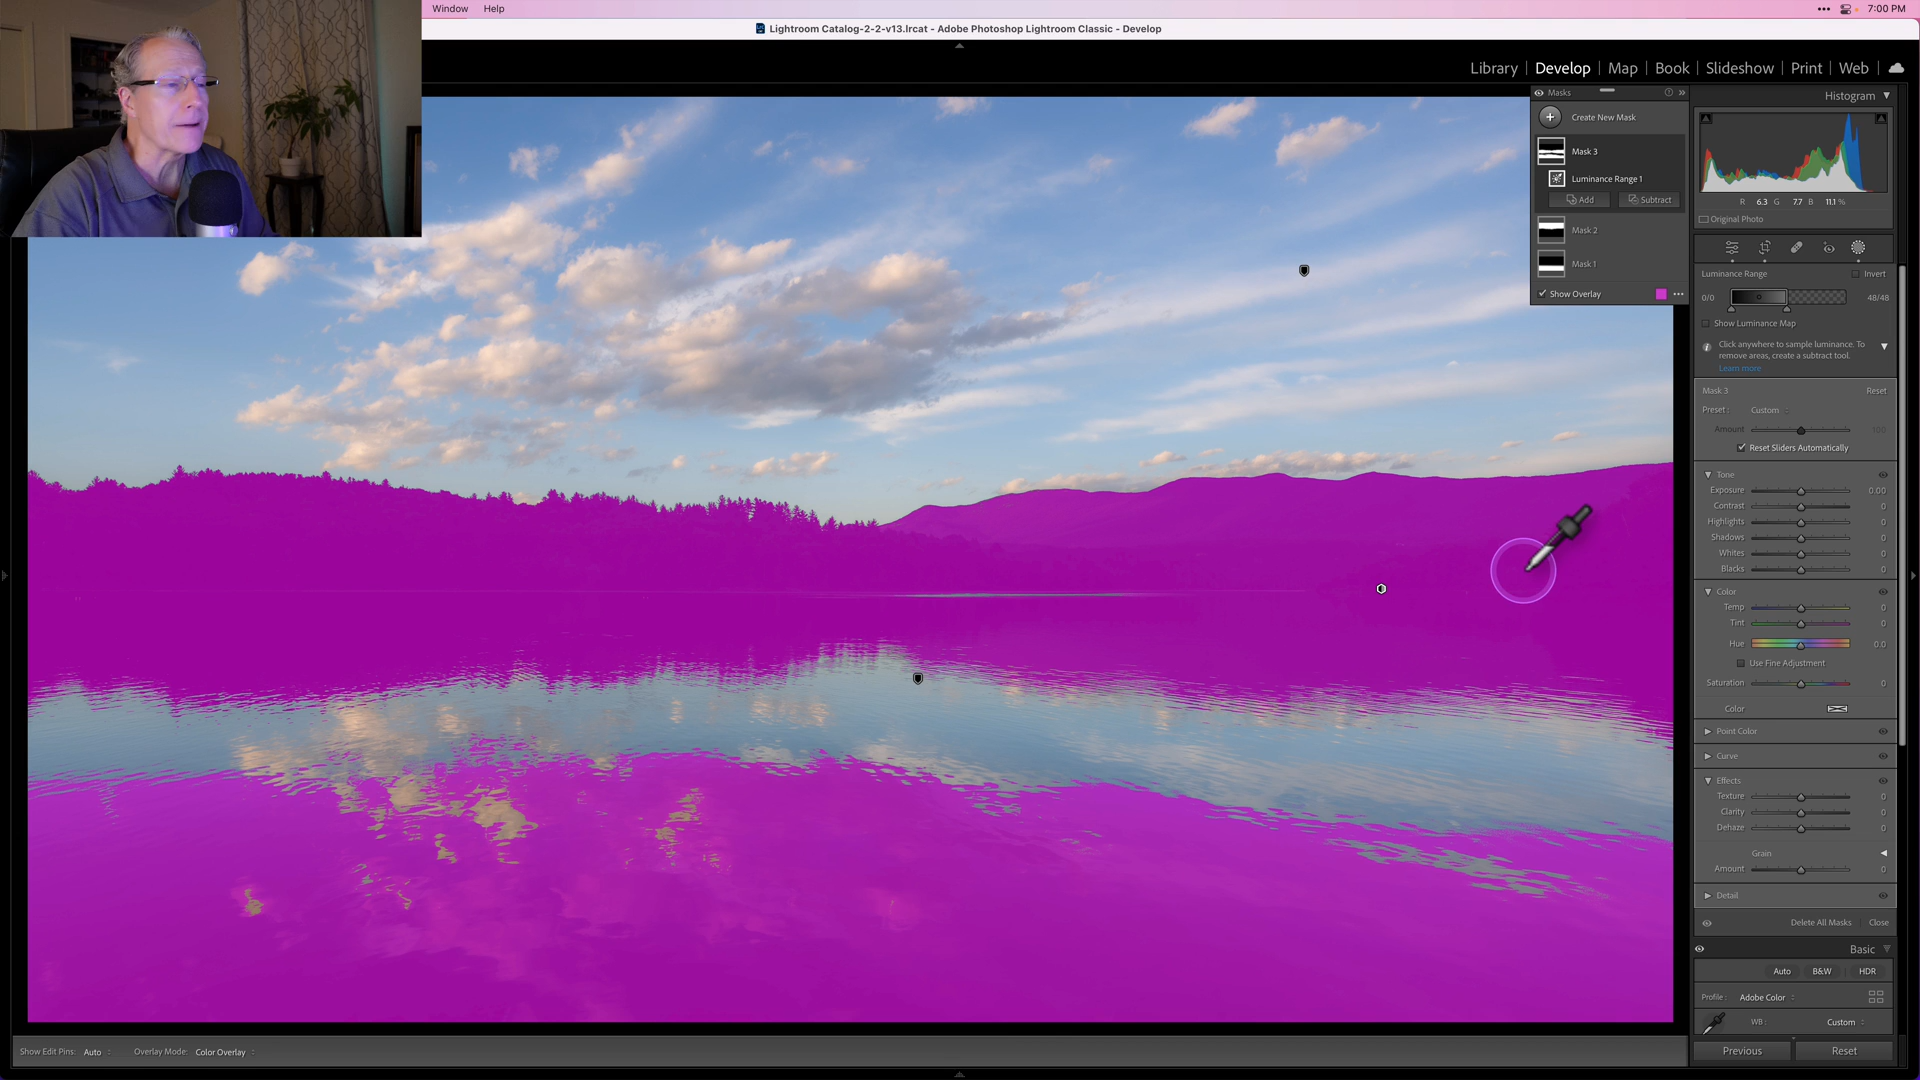 Window Help
7:00 PM
Lightroom Catalog-2-2-v13.lrcat - Adobe Photoshop Lightroom Classic - Develop
Library | Develop | Map | Book | Slideshow | Print | Web
Masks
Create New Mask
Mask 3
Luminance Range 1
Add Subtract
Mask 2
Mask 1
Show Overlay
Histogram
R 6.3 G 7.7 B 11.1 %
Original Photo
Luminance Range Invert
0/0 48/48
Show Luminance Map
Click anywhere to sample luminance. To
remove areas, create a subtract tool.
Learn more
Mask 3 Reset
Preset : Custom
Amount 100
Reset Sliders Automatically
Tone
Exposure 0.00
Contrast 0
Highlights 0
Shadows 0
Whites 0
Blacks 0
Color
Temp 0
Tint 0
Hue 0.0
Use Fine Adjustment
Saturation 0
Color
Point Color
Curve
Effects
Texture 0
Clarity 0
Dehaze 0
Grain
Amount 0
Detail
Delete All Masks Close
Basic
Auto B&W HDR
Profile : Adobe Color
WB : Custom
Previous Reset
Show Edit Pins: Auto Overlay Mode: Color Overlay